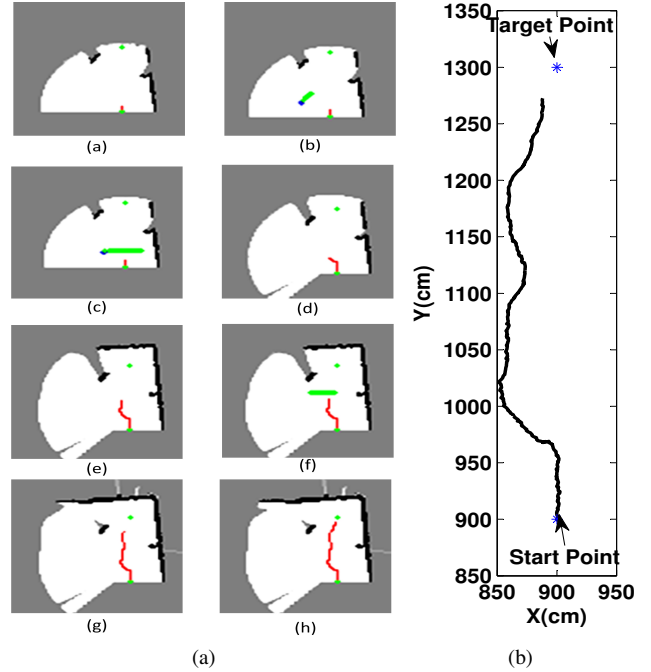 (a)
(b)
(c)
(d)
(e)
(f)
(g)
(h)
(a)
1350
1300
1250
1200
1150
1100
1050
1000
950
900
850
Y(cm)
Target Point
Start Point
850
900
950
X(cm)
(b)